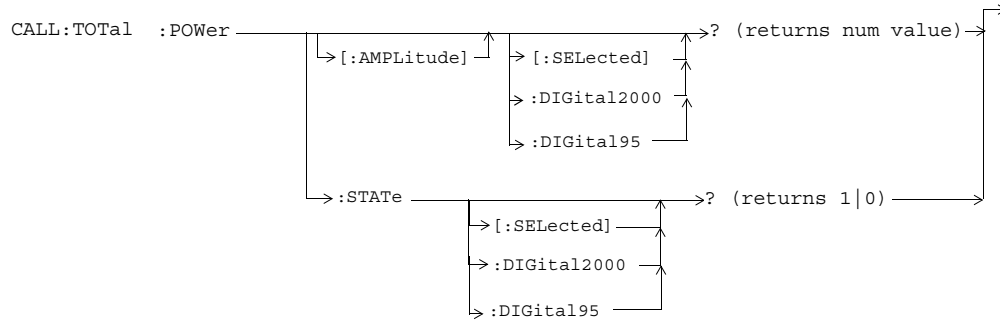 CALL:TOTal :POWer ? (returns num value)
[:AMPLitude] [:SELected]
:DIGital2000
:DIGital95
:STATe ? (returns 1|0)
[:SELected]
:DIGital2000
:DIGital95